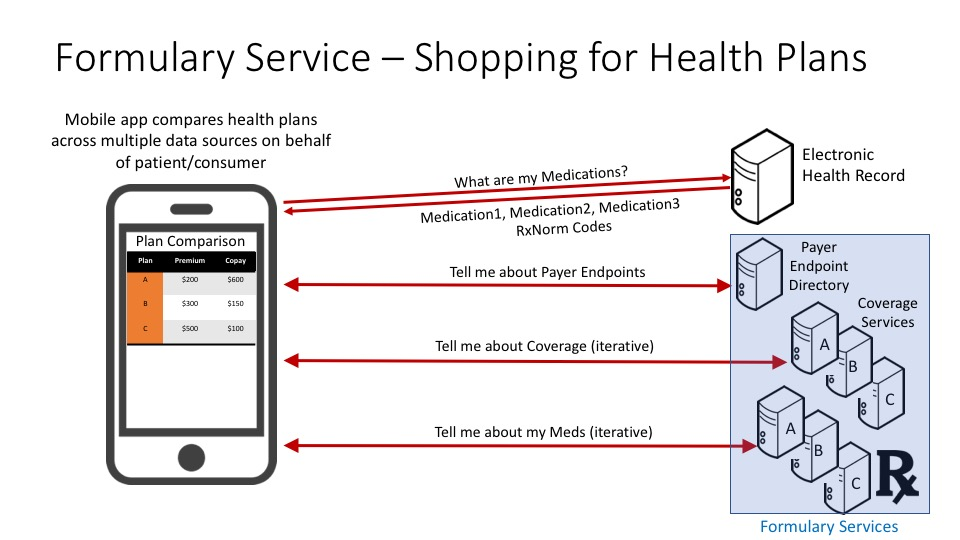 Formulary Service – Shopping for Health Plans
Mobile app compares health plans
across multiple data sources on behalf
of patient/consumer
Plan Comparison
Plan Premium Copay
A $200 $600
B $300 $150
C $500 $100
What are my Medications?
Medication1, Medication2, Medication3
RxNorm Codes
Tell me about Payer Endpoints
Tell me about Coverage (iterative)
Tell me about my Meds (iterative)
Electronic
Health Record
Payer
Endpoint
Directory
Coverage
Services
A
B
C
A
B
C
Rx
Formulary Services